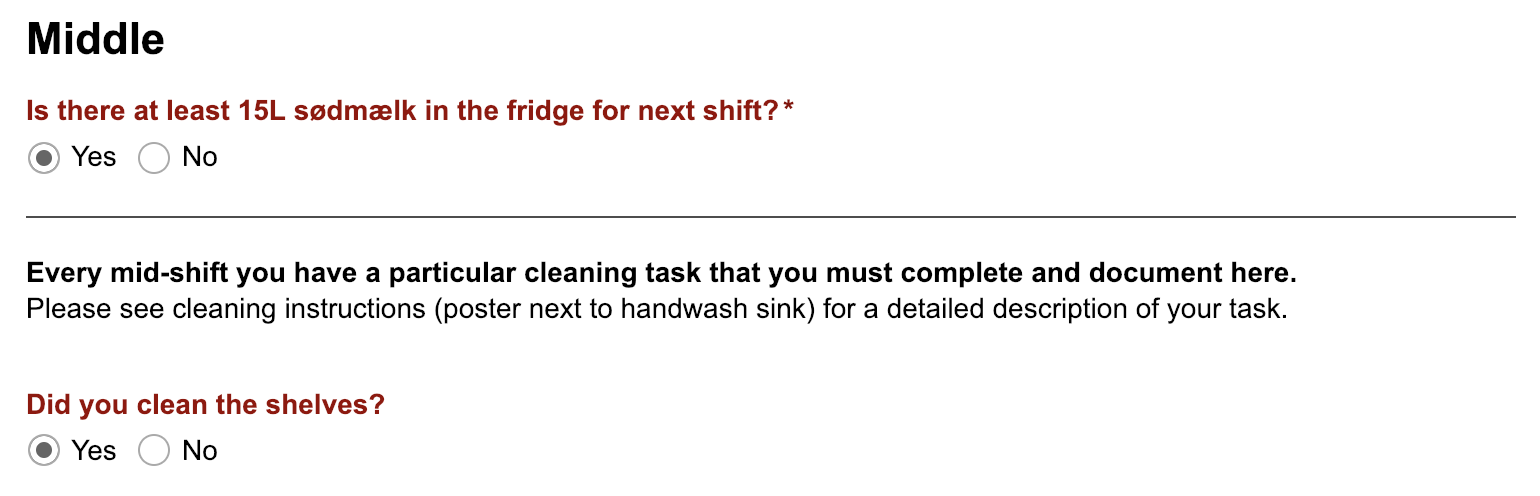 Middle
Is there at least 15L sødmælk in the fridge for next shift?*
Yes No
Every mid-shift you have a particular cleaning task that you must complete and document here.
Please see cleaning instructions (poster next to handwash sink) for a detailed description of your task.
Did you clean the shelves?
Yes No